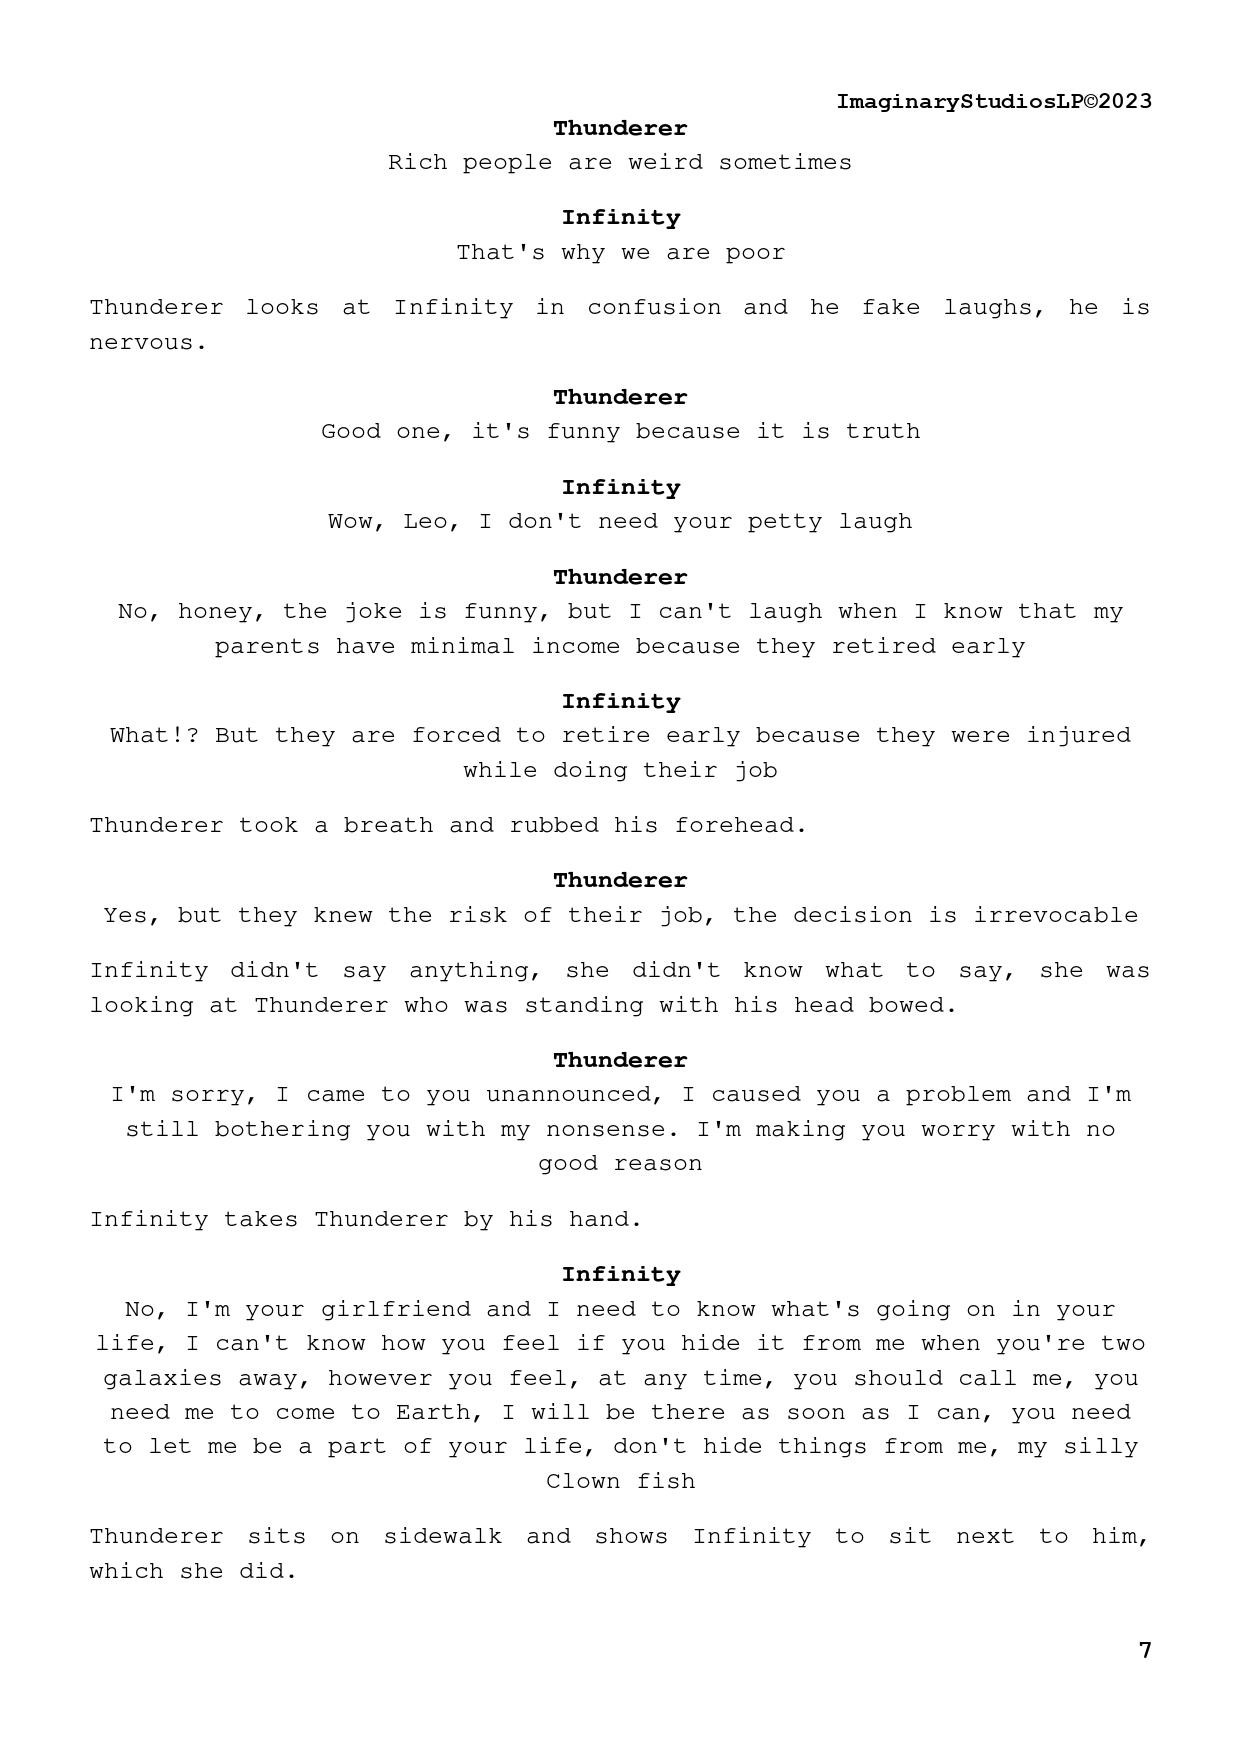 ImaginaryStudiosLP©2023
Thunderer
Rich people are weird sometimes
Infinity
That's why we are poor
Thunderer looks at Infinity in confusion and he fake laughs, he is
nervous.
Thunderer
Good one, it's funny because it is truth
Infinity
Wow, Leo, I don't need your petty laugh
Thunderer
No, honey, the joke is funny, but I can't laugh when I know that my
parents have minimal income because they retired early
Infinity
What!? But they are forced to retire early because they were injured
while doing their job
Thunderer took a breath and rubbed his forehead.
Thunderer
Yes, but they knew the risk of their job, the decision is irrevocable
Infinity didn't say anything, she didn't know what to say, she was
looking at Thunderer who was standing with his head bowed.
Thunderer
I'm sorry, I came to you unannounced, I caused you a problem and I'm
still bothering you with my nonsense. I'm making you worry with no
good reason
Infinity takes Thunderer by his hand.
Infinity
No, I'm your girlfriend and I need to know what's going on in your
life, I can't know how you feel if you hide it from me when you're two
galaxies away, however you feel, at any time, you should call me, you
need me to come to Earth, I will be there as soon as I can, you need
to let me be a part of your life, don't hide things from me, my silly
Clown fish
Thunderer sits on sidewalk and shows Infinity to sit next to him,
which she did.
7